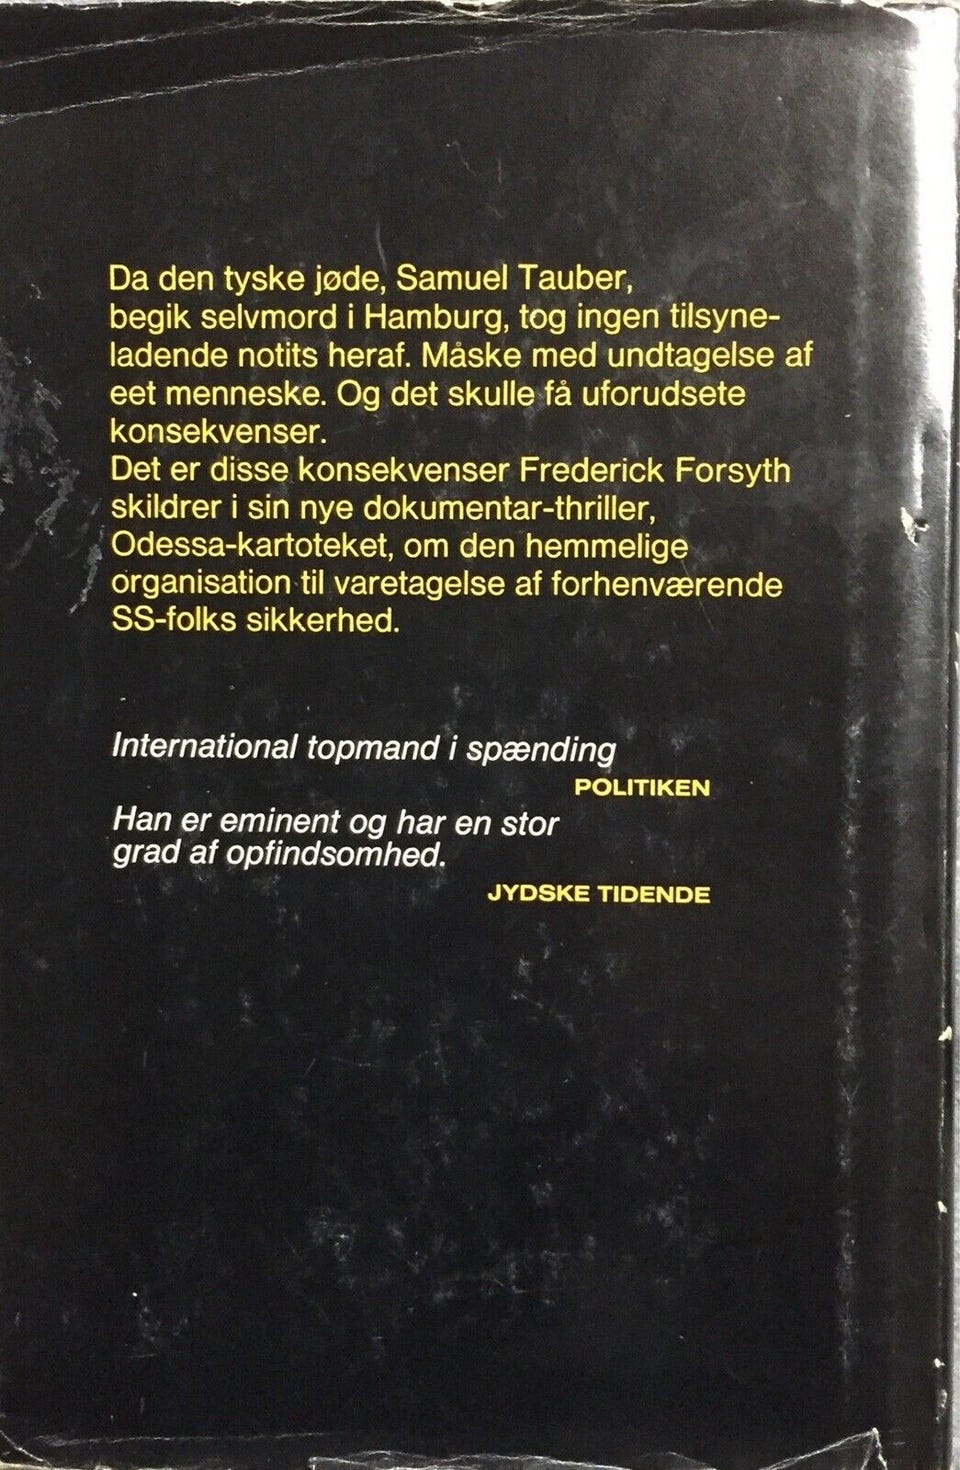 Da den tyske jøde, Samuel Tauber,
begik selvmord i Hamburg, tog ingen tilsyne-
ladende notits heraf. Måske med undtagelse af
eet menneske. Og det skulle få uforudsete
konsekvenser.
Det er disse konsekvenser Frederick Forsyth
skildrer i sin nye dokumentar-thriller,
Odessa-kartoteket, om den hemmelige
organisation til varetagelse af forhenværende
SS-folks sikkerhed.
International topmand i spænding
POLITIKEN
Han er eminent og har en stor
grad af opfindsomhed.
JYDSKE TIDENDE